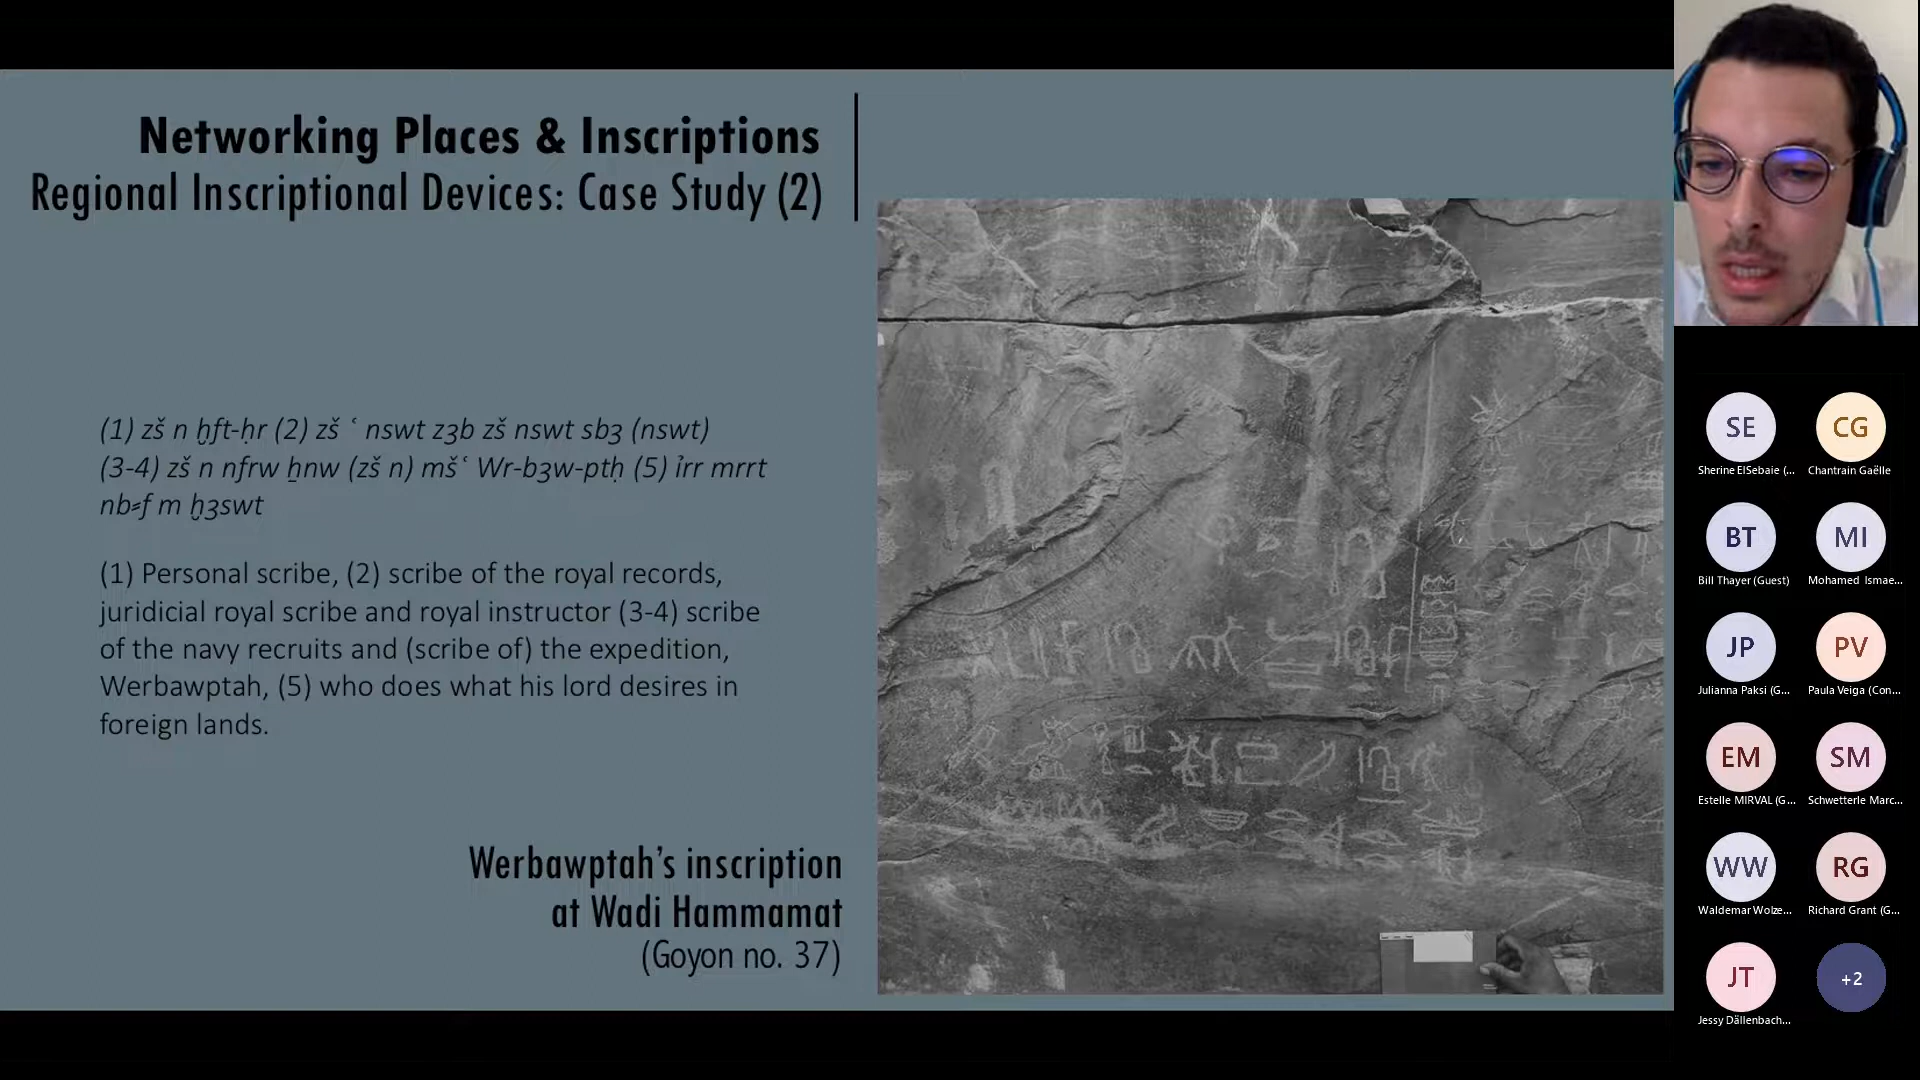 Networking Places & Inscriptions
Regional Inscriptional Devices: Case Study (2)
(1) zš n ḫft-ḥr (2) zš ꜥ nswt zꜣb zš nswt sbꜣ (nswt)
(3-4) zš n nfrw ẖnw (zš n) mšꜥ Wr-bꜣw-ptḥ (5) ỉrr mrrt
nb⸗f m ḫꜣswt
(1) Personal scribe, (2) scribe of the royal records,
juridicial royal scribe and royal instructor (3-4) scribe
of the navy recruits and (scribe of) the expedition,
Werbawptah, (5) who does what his lord desires in
foreign lands.
Werbawptah’s inscription
at Wadi Hammamat
(Goyon no. 37)
SE
CG
Sherine ElSebaie (...
Chantrain Gaëlle
BT
MI
Bill Thayer (Guest)
Mohamed Ismae...
JP
PV
Julianna Paksi (G...
Paula Veiga (Con...
EM
SM
Estelle MIRVAL (G...
Schwetterle Marc...
WW
RG
Waldemar Wolze...
Richard Grant (G...
JT
+2
Jessy Dällenbach...